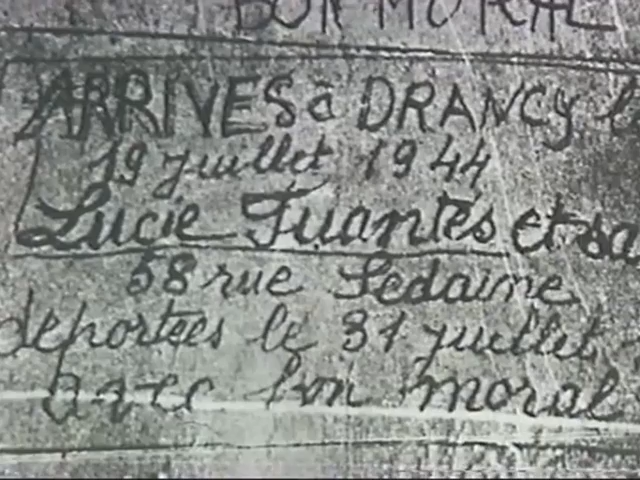 BON MORAL
ARRIVES à DRANCY le
19 juillet 1944
Lucie Fuantes et sa
58 rue Sedaine
deportées le 31 juillet
avec bon moral